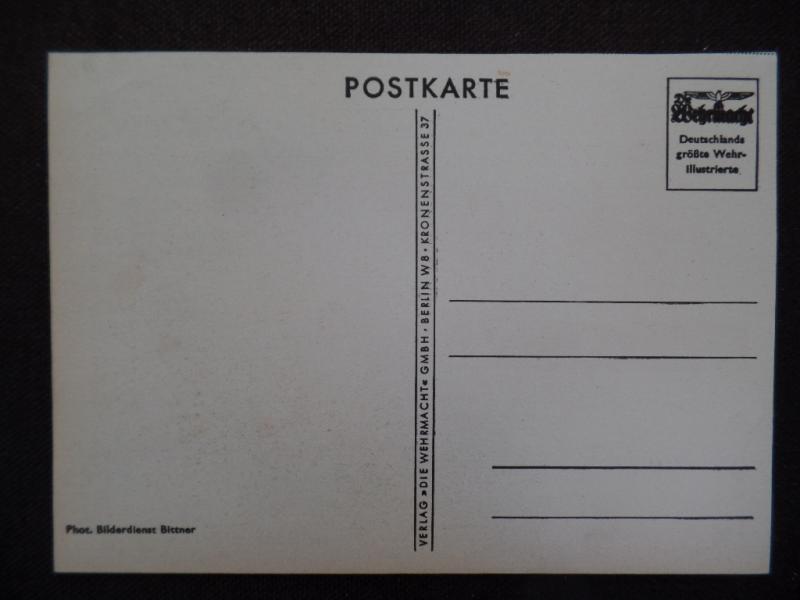 POSTKARTE
Die
Wehrmacht
Deutschlands
größte Wehr-
Illustrierte
VERLAG »DIE WEHRMACHT« GMBH · BERLIN W8 · KRONENSTRASSE 37
Phot. Bilderdienst Bittner